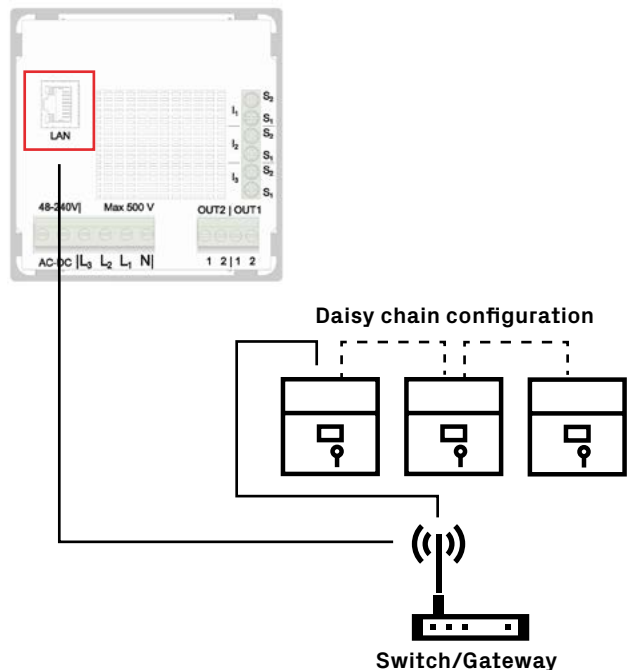 S₂
I₁
S₁
S₂
I₂
S₁
S₂
I₃
S₁
LAN
48-240V| Max 500 V OUT2 | OUT1
AC-DC |L₃ L₂ L₁ N| 1 2 | 1 2
Daisy chain configuration
Switch/Gateway